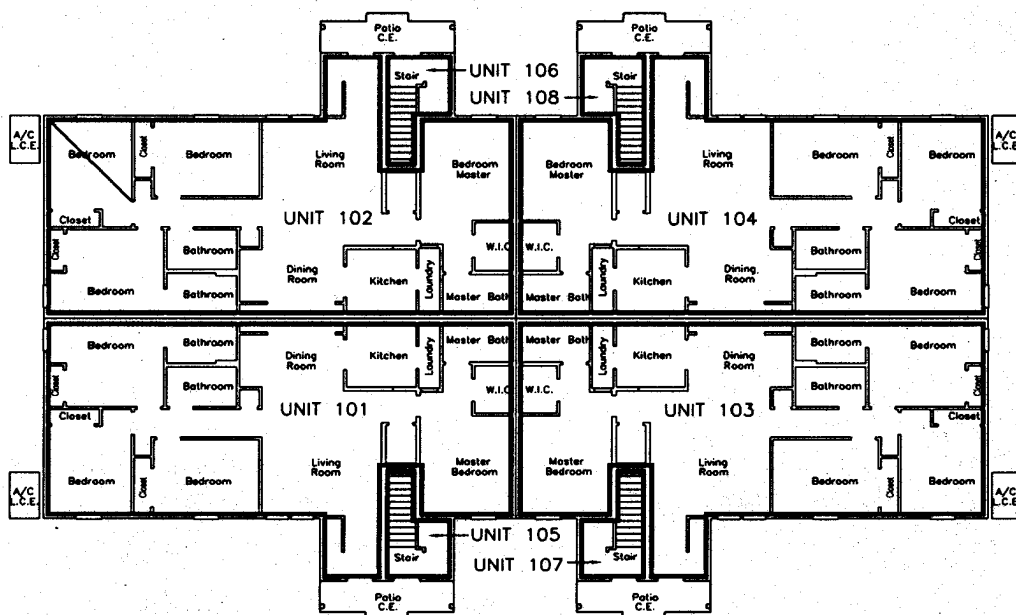 Patio
C.E.
Patio
C.E.
Stair
UNIT 106
Stair
UNIT 108
A/C
L.C.E.
Bedroom
Closet
Bedroom
Living
Room
Bedroom
Master
Bedroom
Master
Living
Room
Bedroom
Closet
Bedroom
A/C
L.C.E.
Closet
UNIT 102
UNIT 104
Closet
Closet
Bathroom
W.I.C.
W.I.C.
Bathroom
Closet
Bedroom
Bathroom
Dining
Room
Kitchen
Laundry
Master Bath
Master Bath
Laundry
Kitchen
Dining
Room
Bathroom
Bedroom
Bedroom
Bathroom
Dining
Room
Kitchen
Laundry
Master Bath
Master Bath
Laundry
Kitchen
Dining
Room
Bathroom
Bedroom
Closet
Bathroom
W.I.C.
W.I.C.
Bathroom
Closet
Closet
UNIT 101
UNIT 103
Closet
A/C
L.C.E.
Bedroom
Closet
Bedroom
Living
Room
Master
Bedroom
Master
Bedroom
Living
Room
Bedroom
Closet
Bedroom
A/C
L.C.E.
Stair
UNIT 105
UNIT 107
Stair
Patio
C.E.
Patio
C.E.